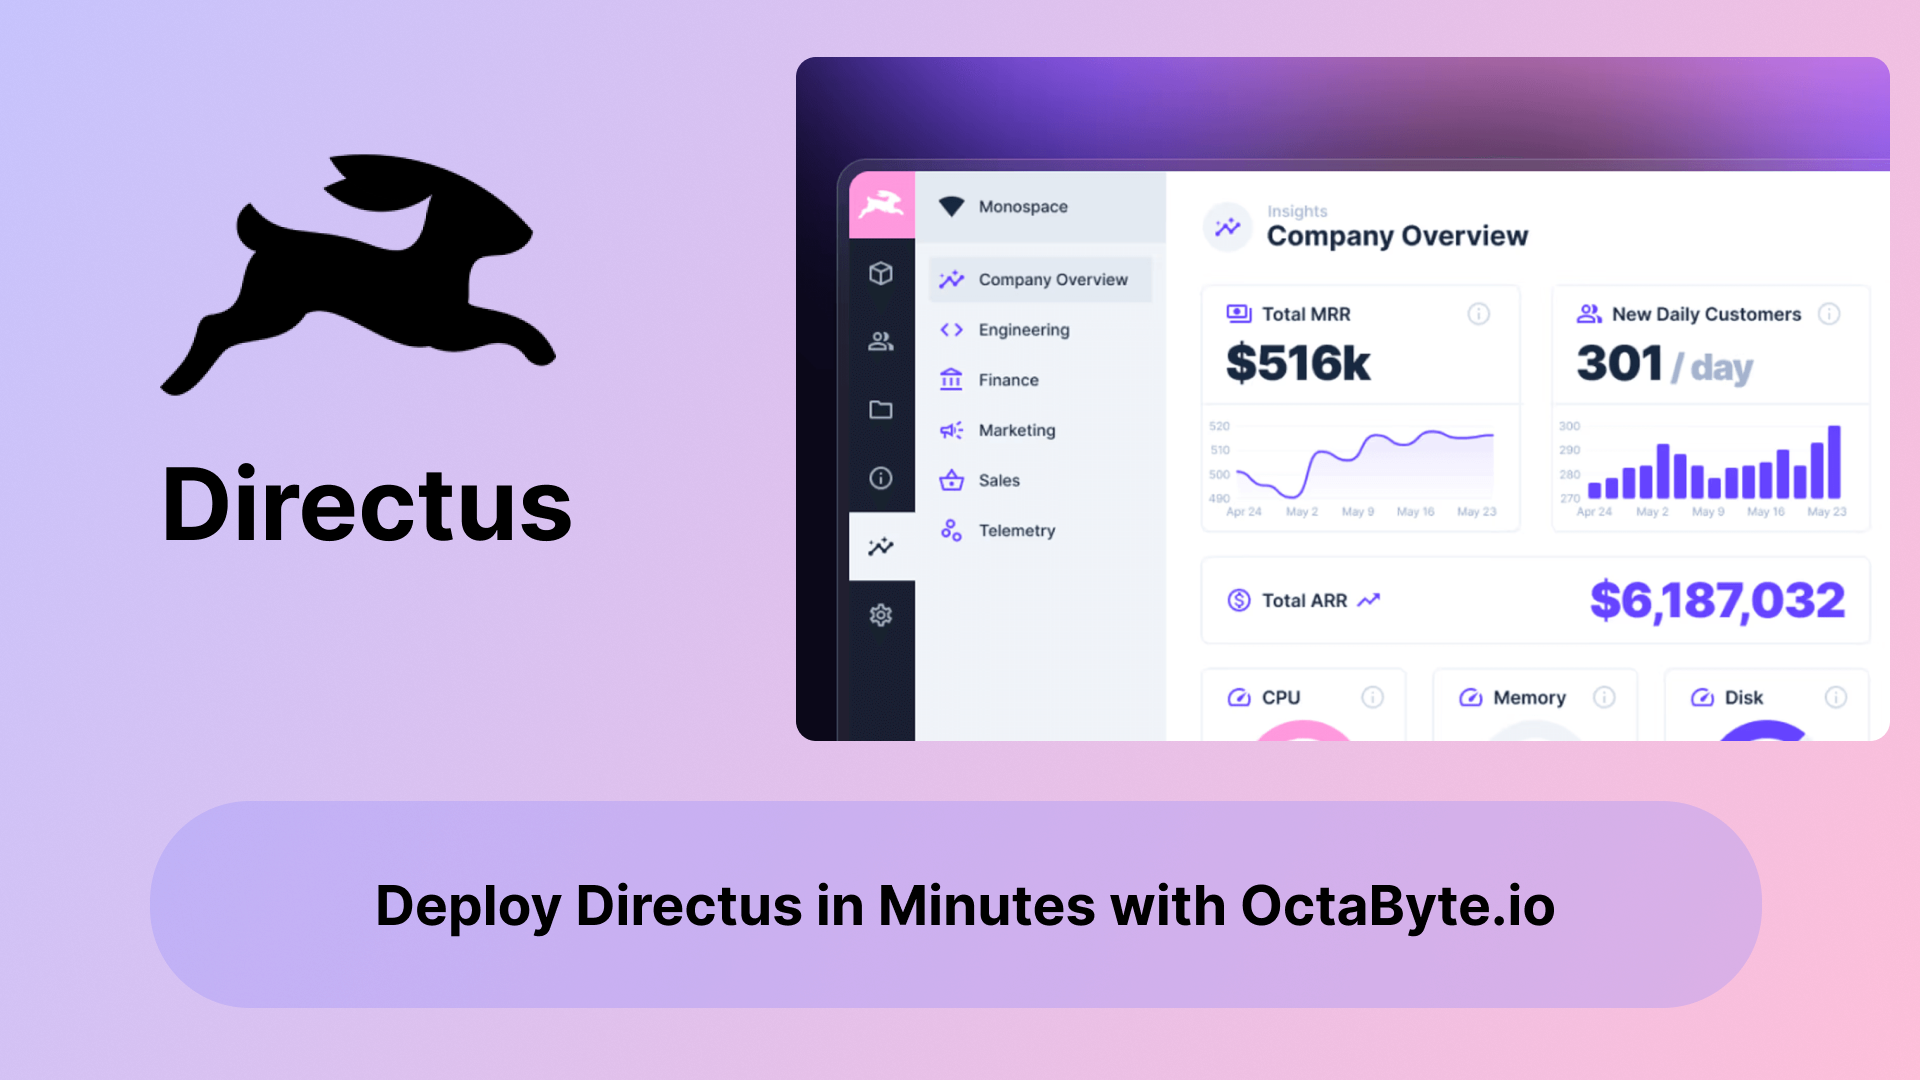 Directus
Monospace
Company Overview
Engineering
Finance
Marketing
Sales
Telemetry
Insights
Company Overview
Total MRR
$516k
520
510
500
490
Apr 24 May 2 May 9 May 16 May 23
New Daily Customers
301 / day
300
290
280
270
Apr 24 May 2 May 9 May 16 May 23
Total ARR
$6,187,032
CPU
Memory
Disk
Deploy Directus in Minutes with OctaByte.io